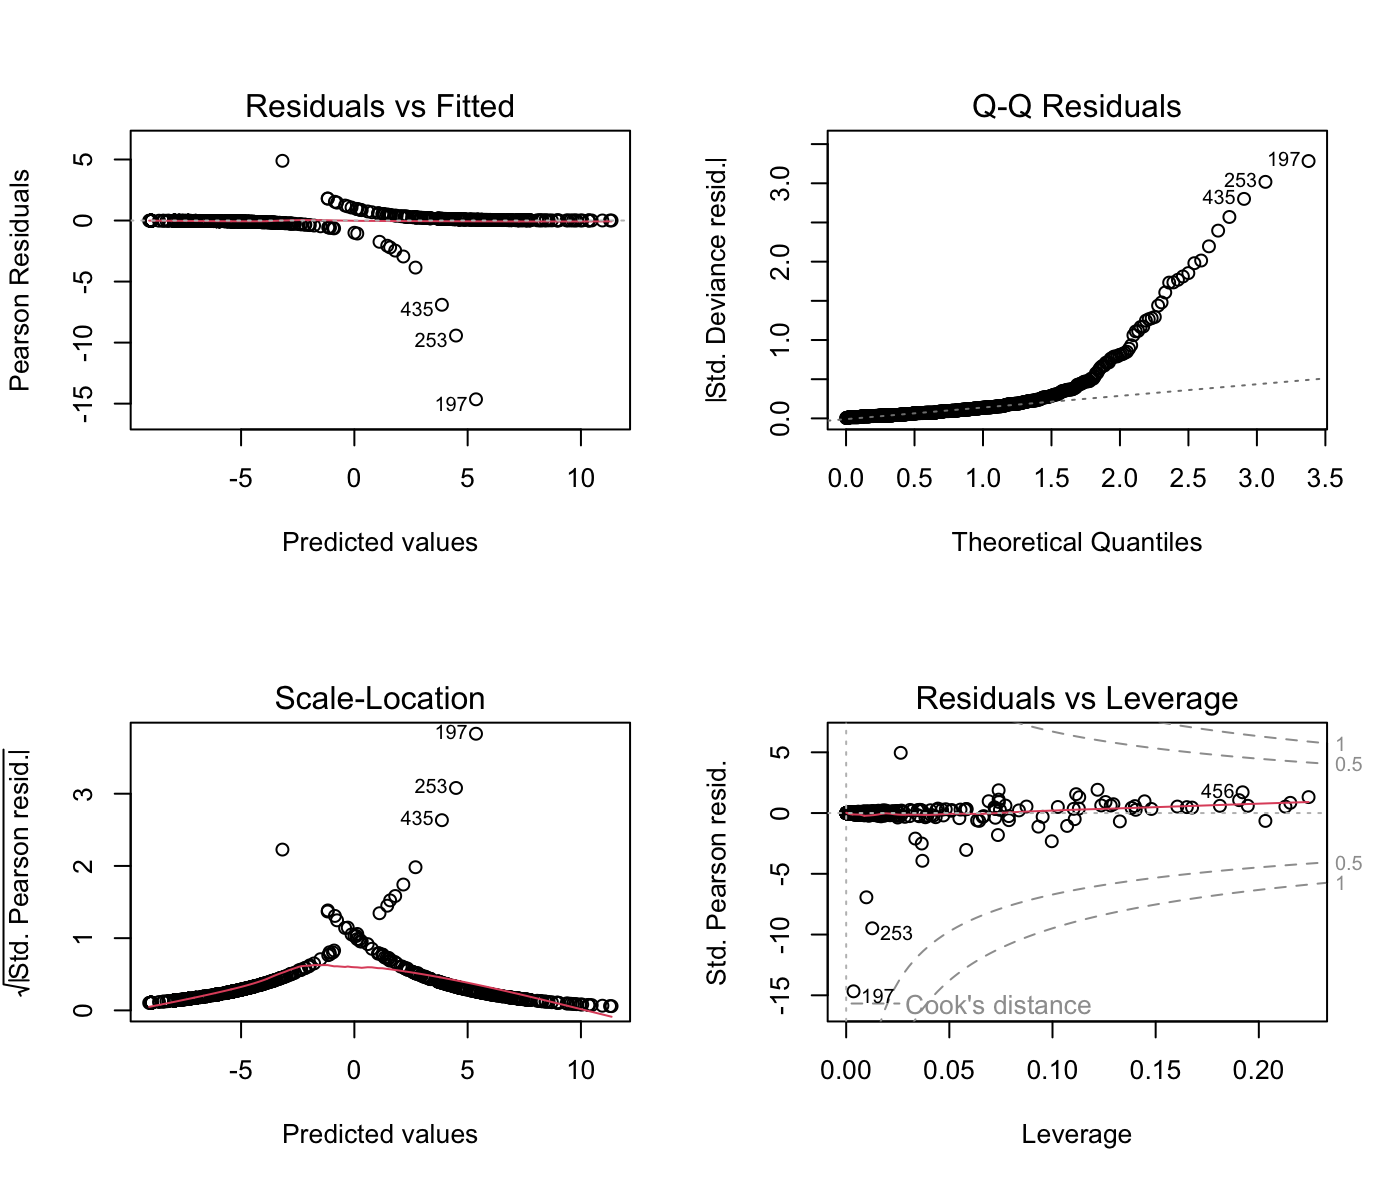 Residuals vs Fitted
Pearson Residuals
5
0
-5
-10
-15
435
253
197
-5 0 5 10
Predicted values
Q-Q Residuals
|Std. Deviance resid.|
3.0
2.0
1.0
0.0
197
253
435
0.0 0.5 1.0 1.5 2.0 2.5 3.0 3.5
Theoretical Quantiles
Scale-Location
√|Std. Pearson resid.|
3
2
1
0
197
253
435
-5 0 5 10
Predicted values
Residuals vs Leverage
Std. Pearson resid.
5
0
-5
-10
-15
1
0.5
0.5
1
456
253
197
Cook's distance
0.00 0.05 0.10 0.15 0.20
Leverage